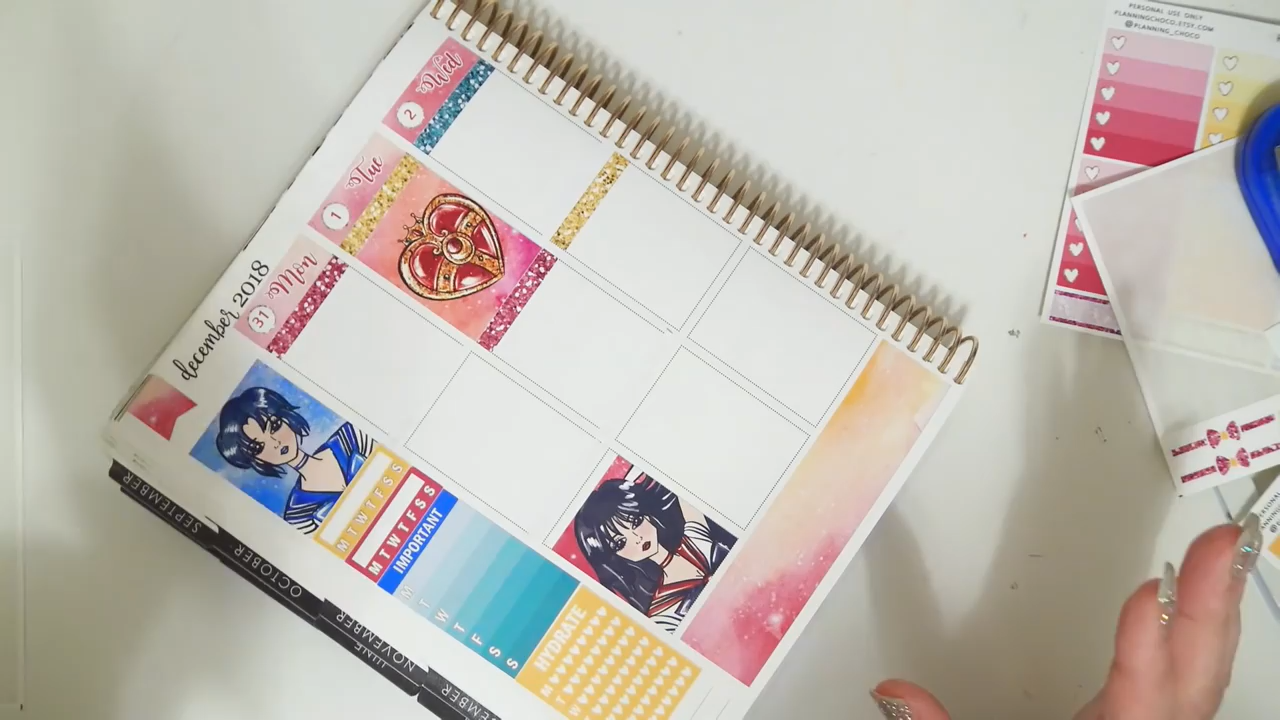 december 2018
Mon
31
Tue
1
Wed
2
M T W T F S S
M T W T F S S
IMPORTANT
M
T
W
T
F
S
S
HYDRATE
M
W
SEPTEMBER
OCTOBER
NOVEMBER
JUNE
PERSONAL USE ONLY
PLANNINGCHOCO.ETSY.COM
@PLANNING_CHOCO